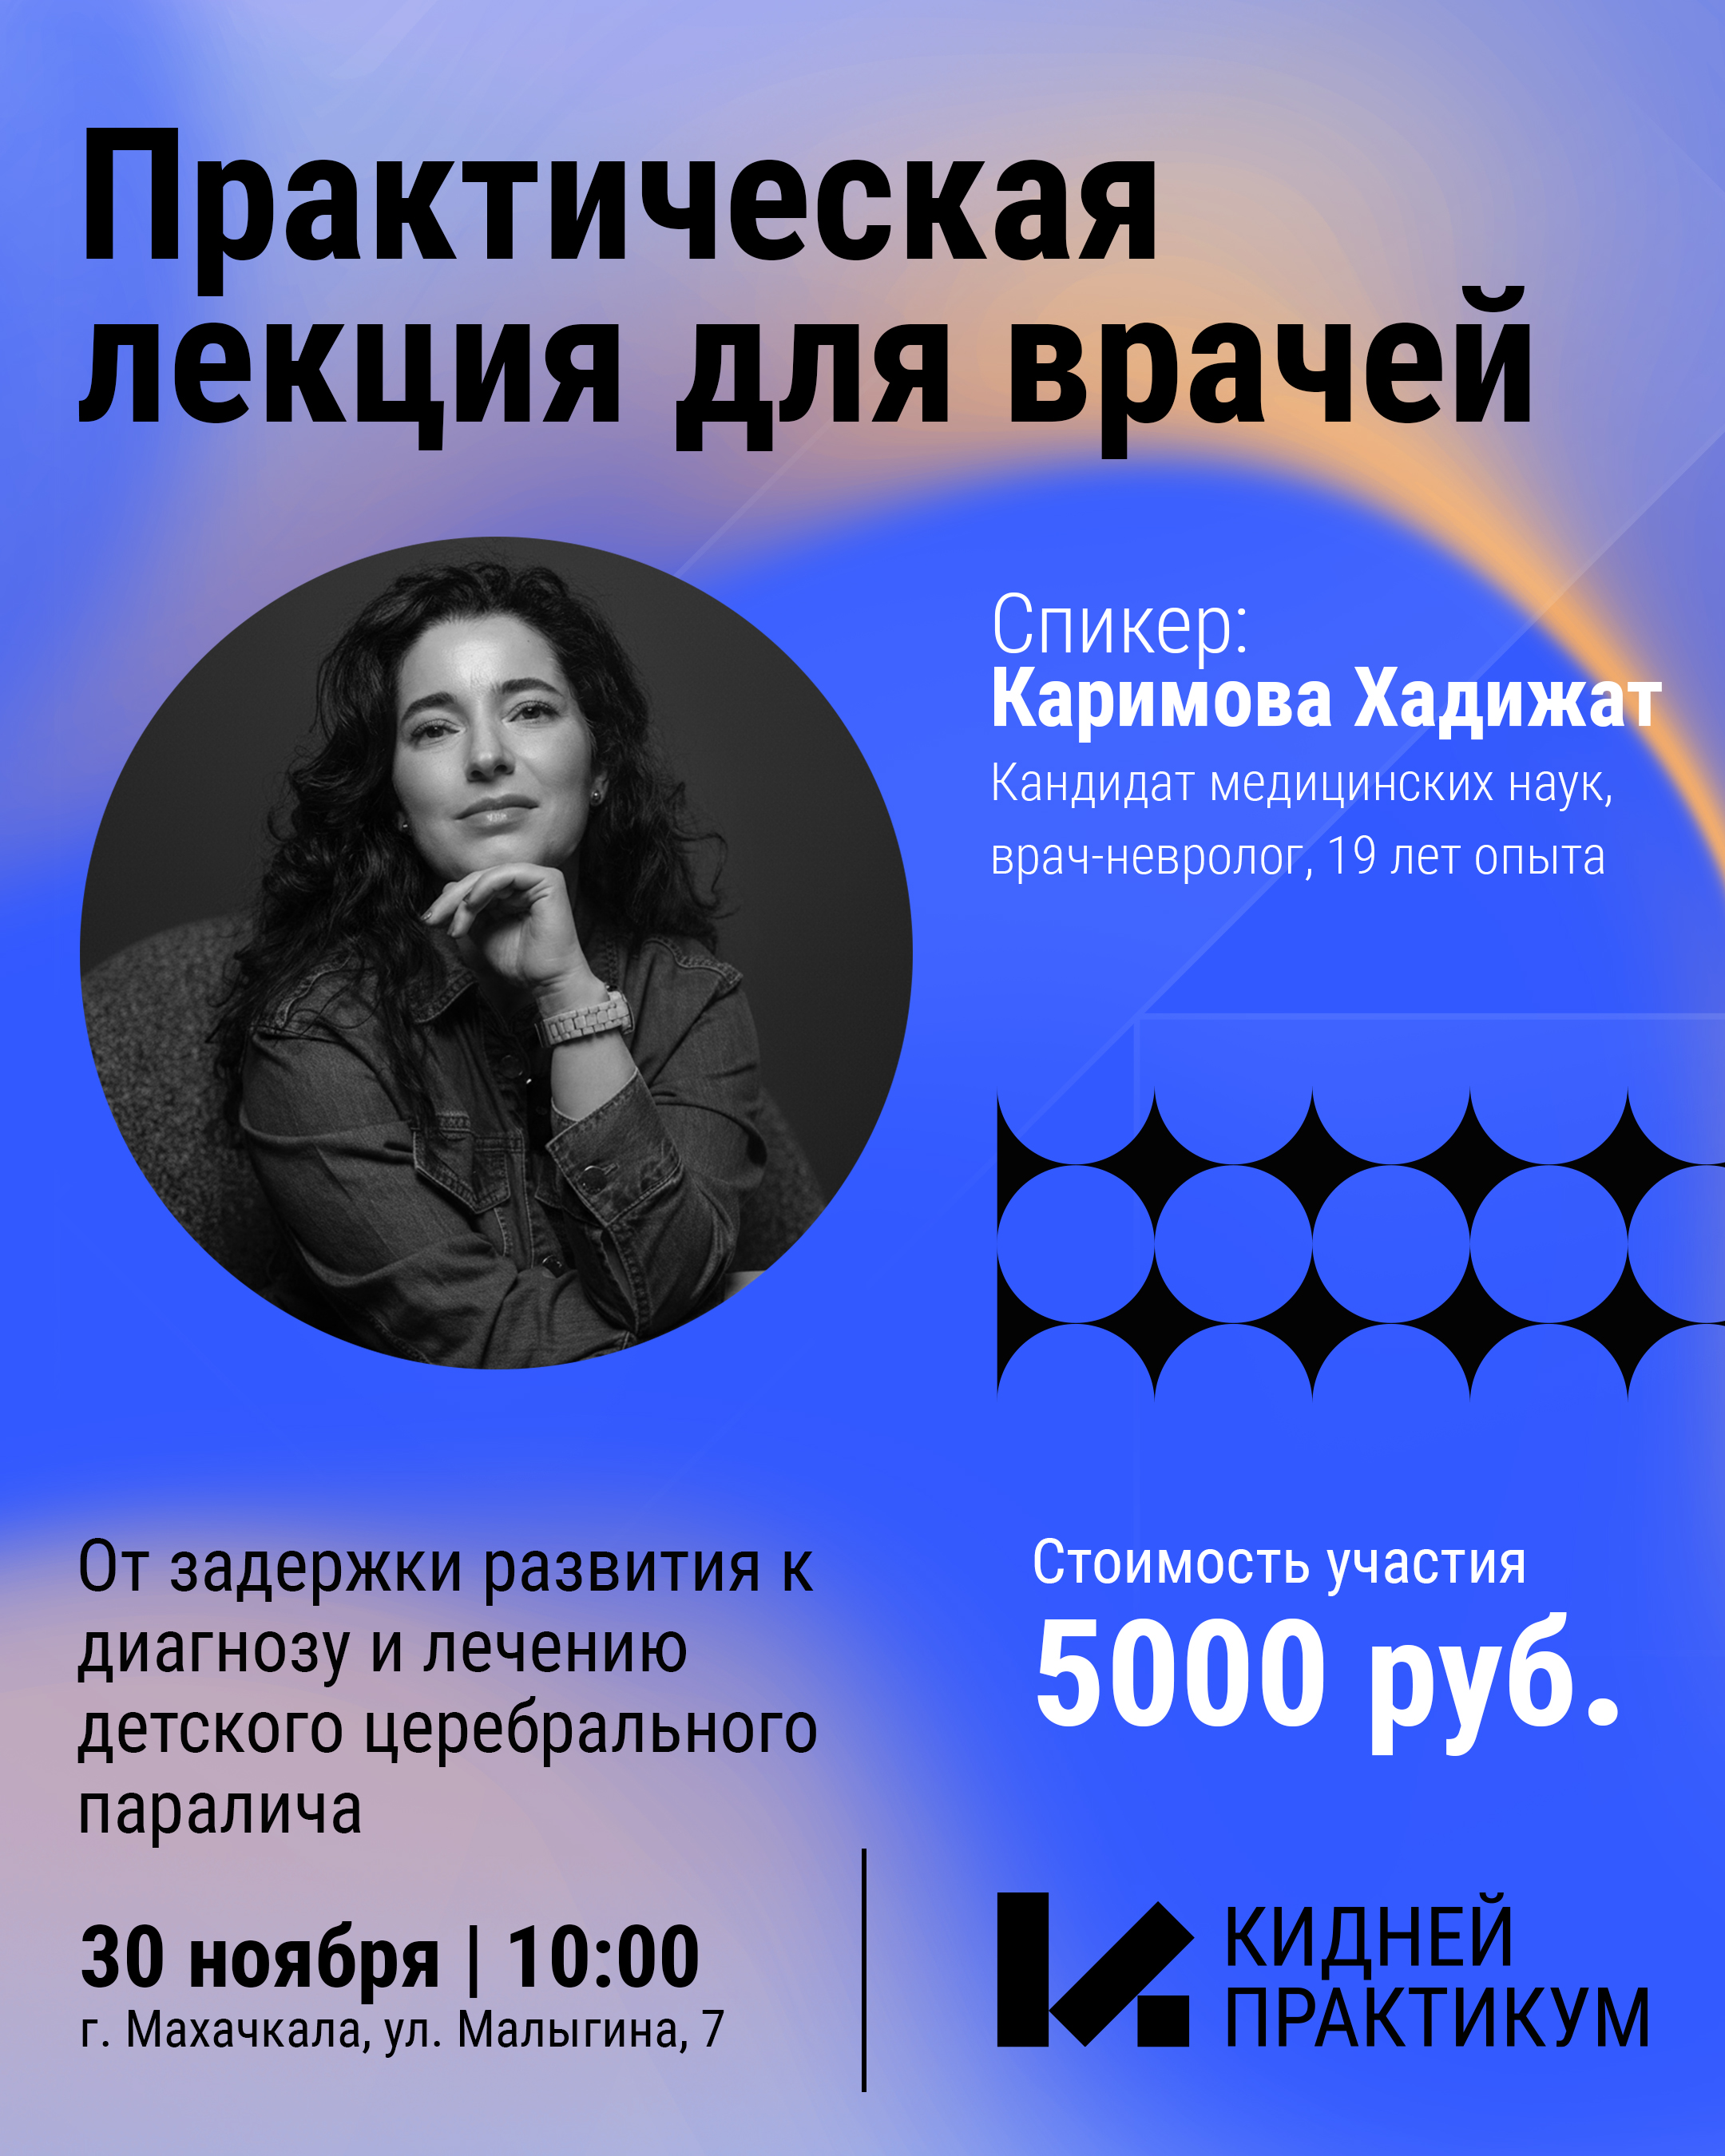 Практическая
лекция для врачей
Спикер:
Каримова Хадижат
Кандидат медицинских наук,
врач-невролог, 19 лет опыта
От задержки развития к
диагнозу и лечению
детского церебрального
паралича
Стоимость участия
5000 руб.
30 ноября | 10:00
г. Махачкала, ул. Малыгина, 7
КИДНЕЙ
ПРАКТИКУМ